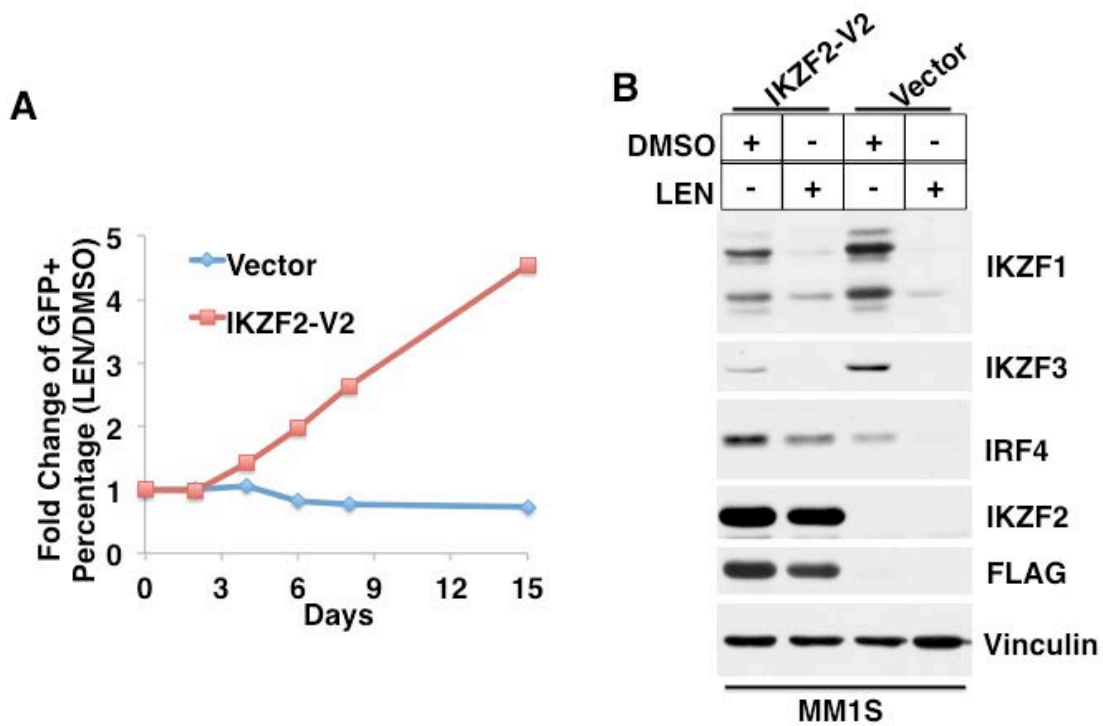 A
Fold Change of GFP+
Percentage (LEN/DMSO)
5
4
3
2
1
0
Vector
IKZF2-V2
0 3 6 9 12 15
Days
B
IKZF2-V2 Vector
DMSO + - + -
LEN - + - +
IKZF1
IKZF3
IRF4
IKZF2
FLAG
Vinculin
MM1S